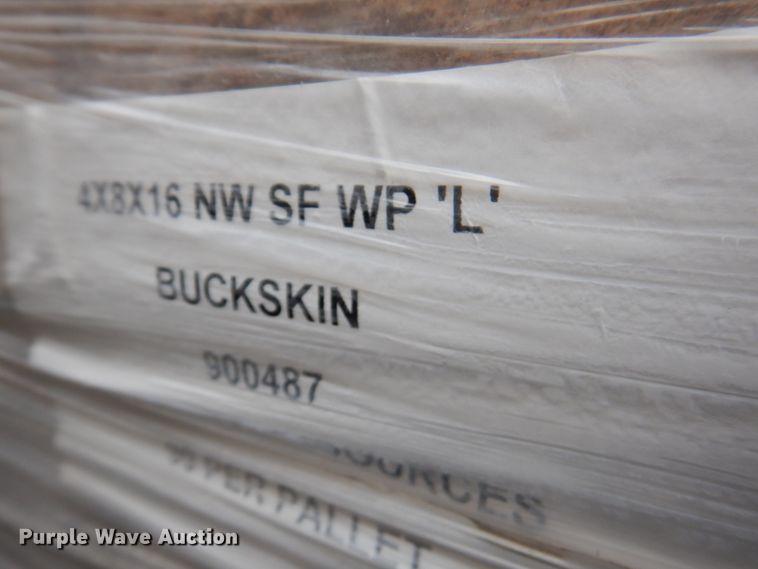 4X8X16 NW SF WP 'L'
BUCKSKIN
900487
PER PALLET
Purple Wave Auction